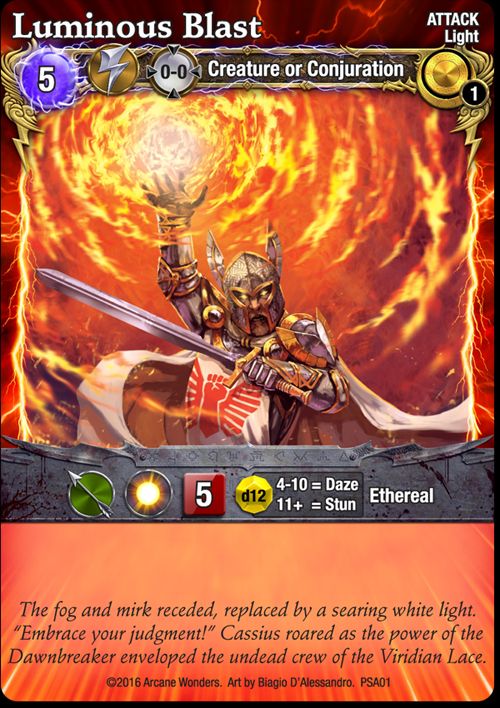 Luminous Blast
ATTACK
Light
5
0-0
Creature or Conjuration
1
5
d12
4-10 = Daze
11+ = Stun
Ethereal
The fog and mirk receded, replaced by a searing white light.
“Embrace your judgment!” Cassius roared as the power of the
Dawnbreaker enveloped the undead crew of the Viridian Lace.
©2016 Arcane Wonders. Art by Biagio D'Alessandro. PSA01